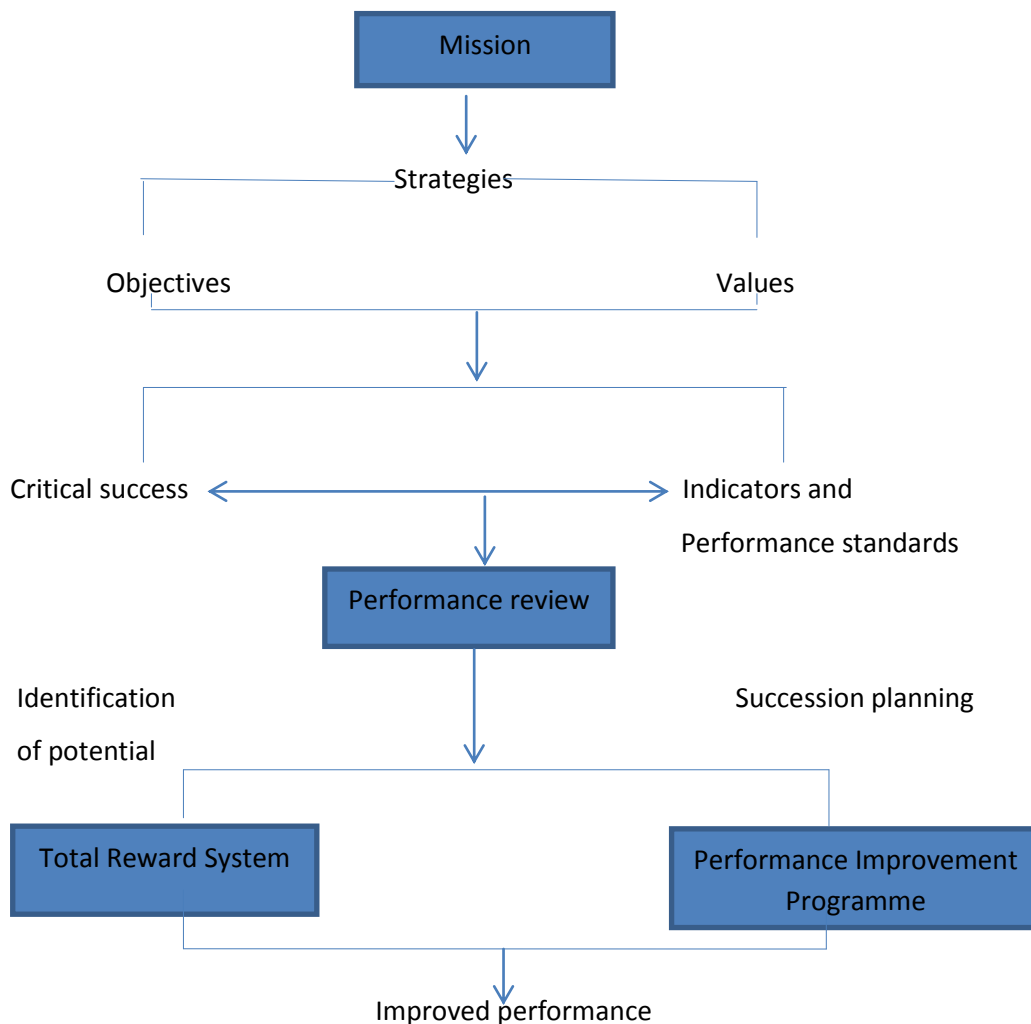 Mission
Strategies
Objectives
Values
Critical success
Indicators and
Performance standards
Performance review
Identification
of potential
Succession planning
Total Reward System
Performance Improvement
Programme
Improved performance